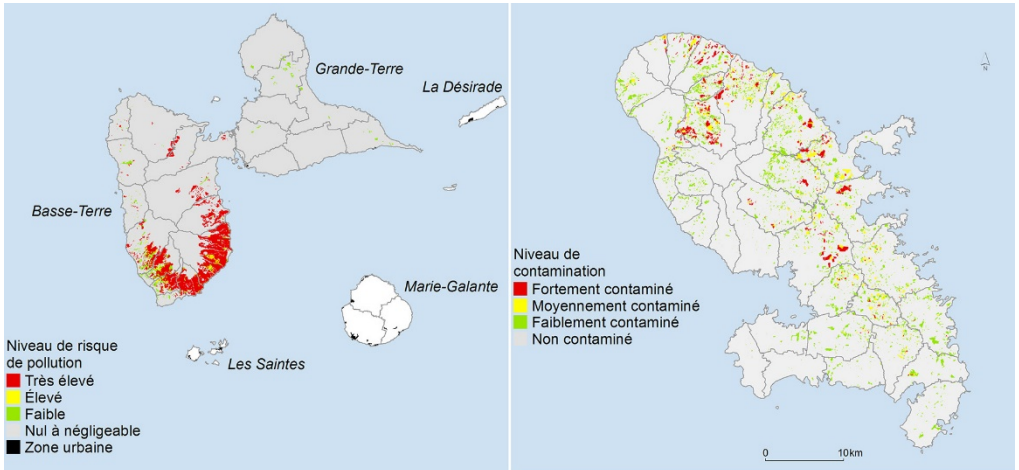 Grande-Terre
La Désirade
Basse-Terre
Marie-Galante
Les Saintes
Niveau de risque
de pollution
Très élevé
Élevé
Faible
Nul à négligeable
Zone urbaine
N
Niveau de
contamination
Fortement contaminé
Moyennement contaminé
Faiblement contaminé
Non contaminé
0 10km